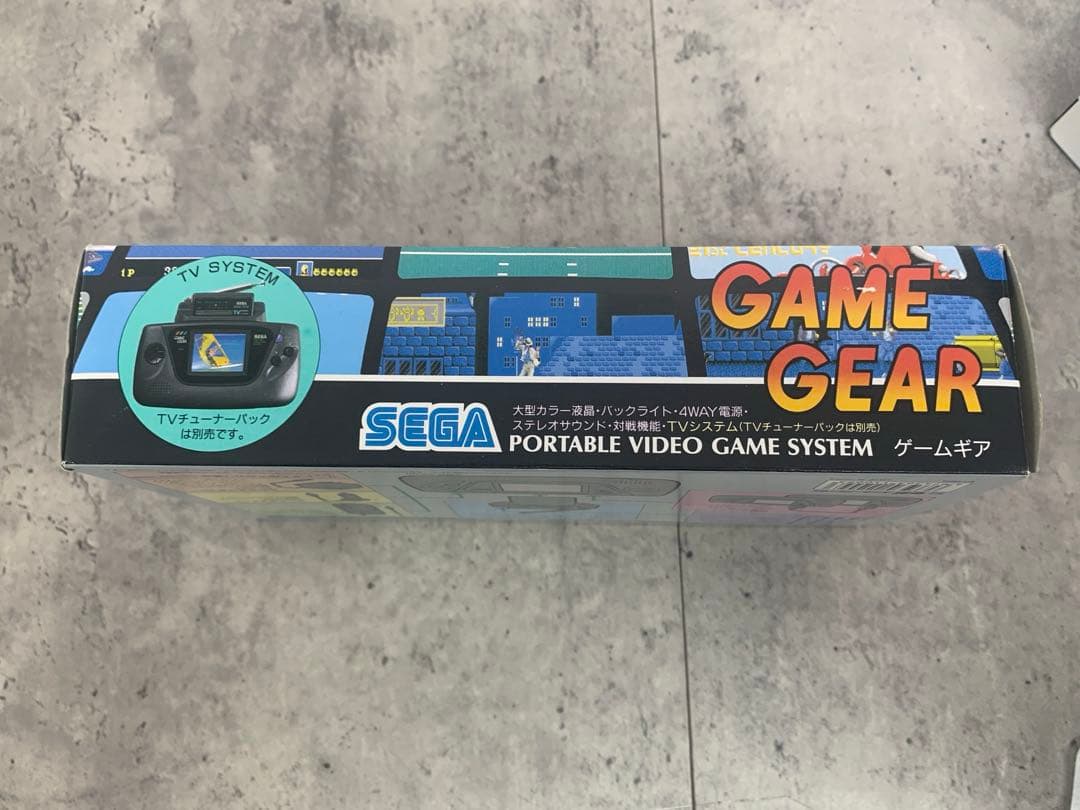 TV SYSTEM
1P
TVチューナーパック
は別売です。
GAME
GEAR
SEGA
大型カラー液晶・バックライト・4WAY電源・
ステレオサウンド・対戦機能・TVシステム(TVチューナーパックは別売)
PORTABLE VIDEO GAME SYSTEM ゲームギア